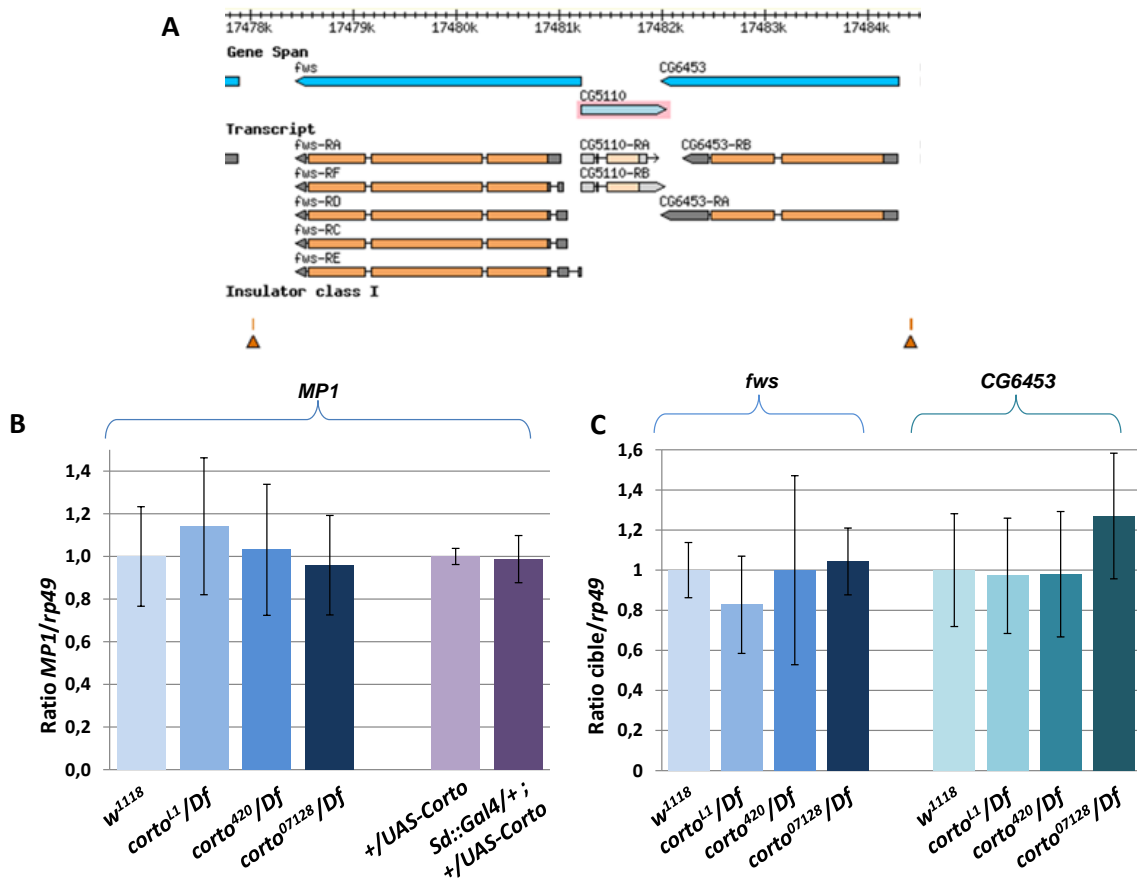 A
17478k 17479k 17480k 17481k 17482k 17483k 17484k
Gene Span
fws CG6453
CG5110
Transcript
fws-RA CG5110-RA CG6453-RB
fws-RF CG5110-RB
fws-RD CG6453-RA
fws-RC
fws-RE
Insulator class I
B
MP1
Ratio MP1/rp49
1,4
1,2
1,0
0,8
0,6
0,4
0,2
0,0
w1118
cortoL1/Df
corto420/Df
corto07128/Df
+/UAS-Corto
Sd::Gal4/+ ;
+/UAS-Corto
C
fws CG6453
Ratio cible/rp49
1,6
1,4
1,2
1
0,8
0,6
0,4
0,2
0
w1118
cortoL1/Df
corto420/Df
corto07128/Df
w1118
cortoL1/Df
corto420/Df
corto07128/Df